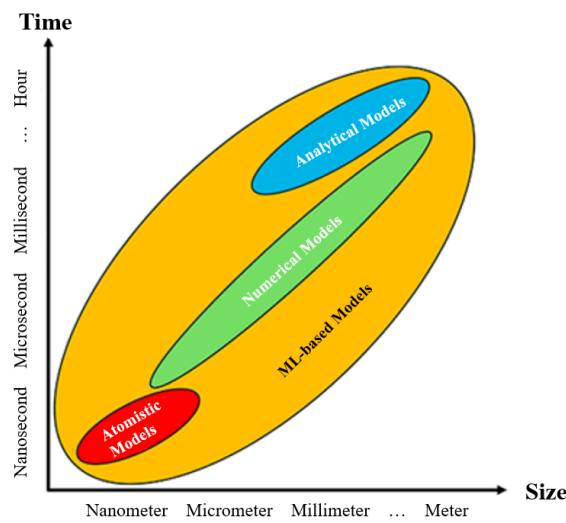 Time
Hour
...
Millisecond
Microsecond
Nanosecond
Analytical Models
Numerical Models
ML-based Models
Atomistic
Models
Size
Nanometer Micrometer Millimeter ... Meter